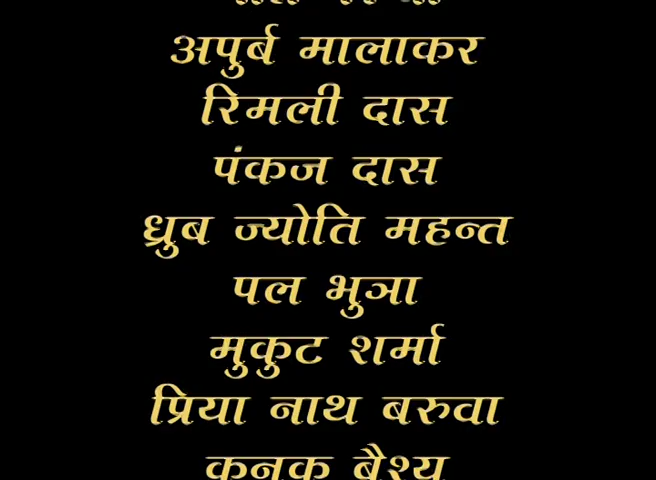 अपुर्ब मालाकर
रिमली दास
पंकज दास
ध्रुब ज्योति महन्त
पल भुञा
मुकुट शर्मा
प्रिया नाथ बरुवा
कनक बैश्य